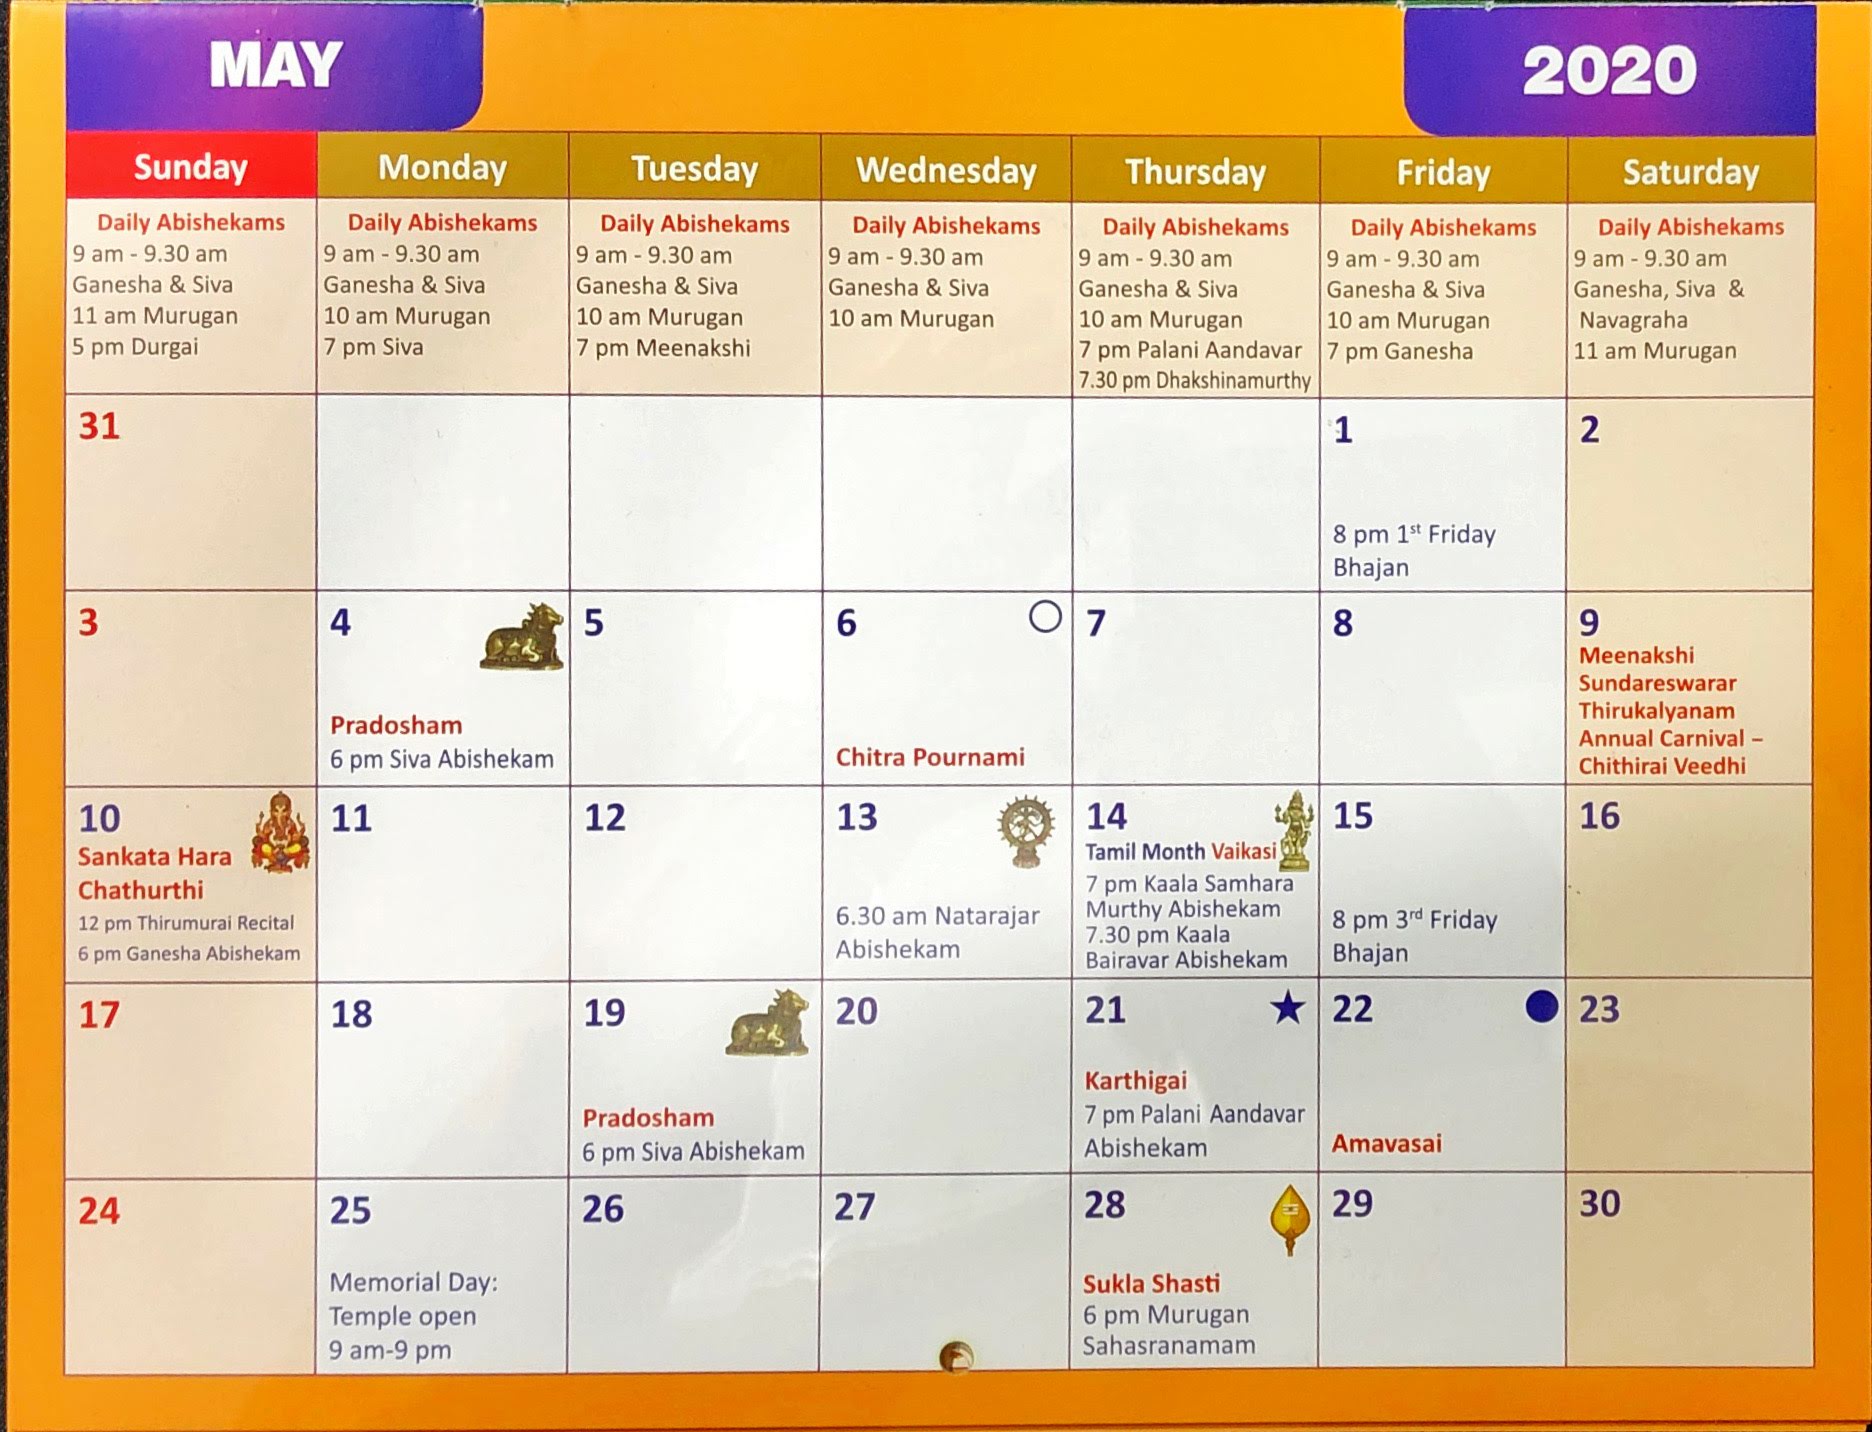 MAY
2020
Sunday
Monday
Tuesday
Wednesday
Thursday
Friday
Saturday
Daily Abishekams
9 am - 9.30 am
Ganesha & Siva
11 am Murugan
5 pm Durgai
Daily Abishekams
9 am - 9.30 am
Ganesha & Siva
10 am Murugan
7 pm Siva
Daily Abishekams
9 am - 9.30 am
Ganesha & Siva
10 am Murugan
7 pm Meenakshi
Daily Abishekams
9 am - 9.30 am
Ganesha & Siva
10 am Murugan
Daily Abishekams
9 am - 9.30 am
Ganesha & Siva
10 am Murugan
7 pm Palani Aandavar
7.30 pm Dhakshinamurthy
Daily Abishekams
9 am - 9.30 am
Ganesha & Siva
10 am Murugan
7 pm Ganesha
Daily Abishekams
9 am - 9.30 am
Ganesha, Siva &
Navagraha
11 am Murugan
31
1
8 pm 1st Friday
Bhajan
2
3
4
Pradosham
6 pm Siva Abishekam
5
6
Chitra Pournami
7
8
9
Meenakshi
Sundareswarar
Thirukalyanam
Annual Carnival –
Chithirai Veedhi
10
Sankata Hara
Chathurthi
12 pm Thirumurai Recital
6 pm Ganesha Abishekam
11
12
13
6.30 am Natarajar
Abishekam
14
Tamil Month Vaikasi
7 pm Kaala Samhara
Murthy Abishekam
7.30 pm Kaala
Bairavar Abishekam
15
8 pm 3rd Friday
Bhajan
16
17
18
19
Pradosham
6 pm Siva Abishekam
20
21
Karthigai
7 pm Palani Aandavar
Abishekam
22
Amavasai
23
24
25
Memorial Day:
Temple open
9 am-9 pm
26
27
28
Sukla Shasti
6 pm Murugan
Sahasranamam
29
30